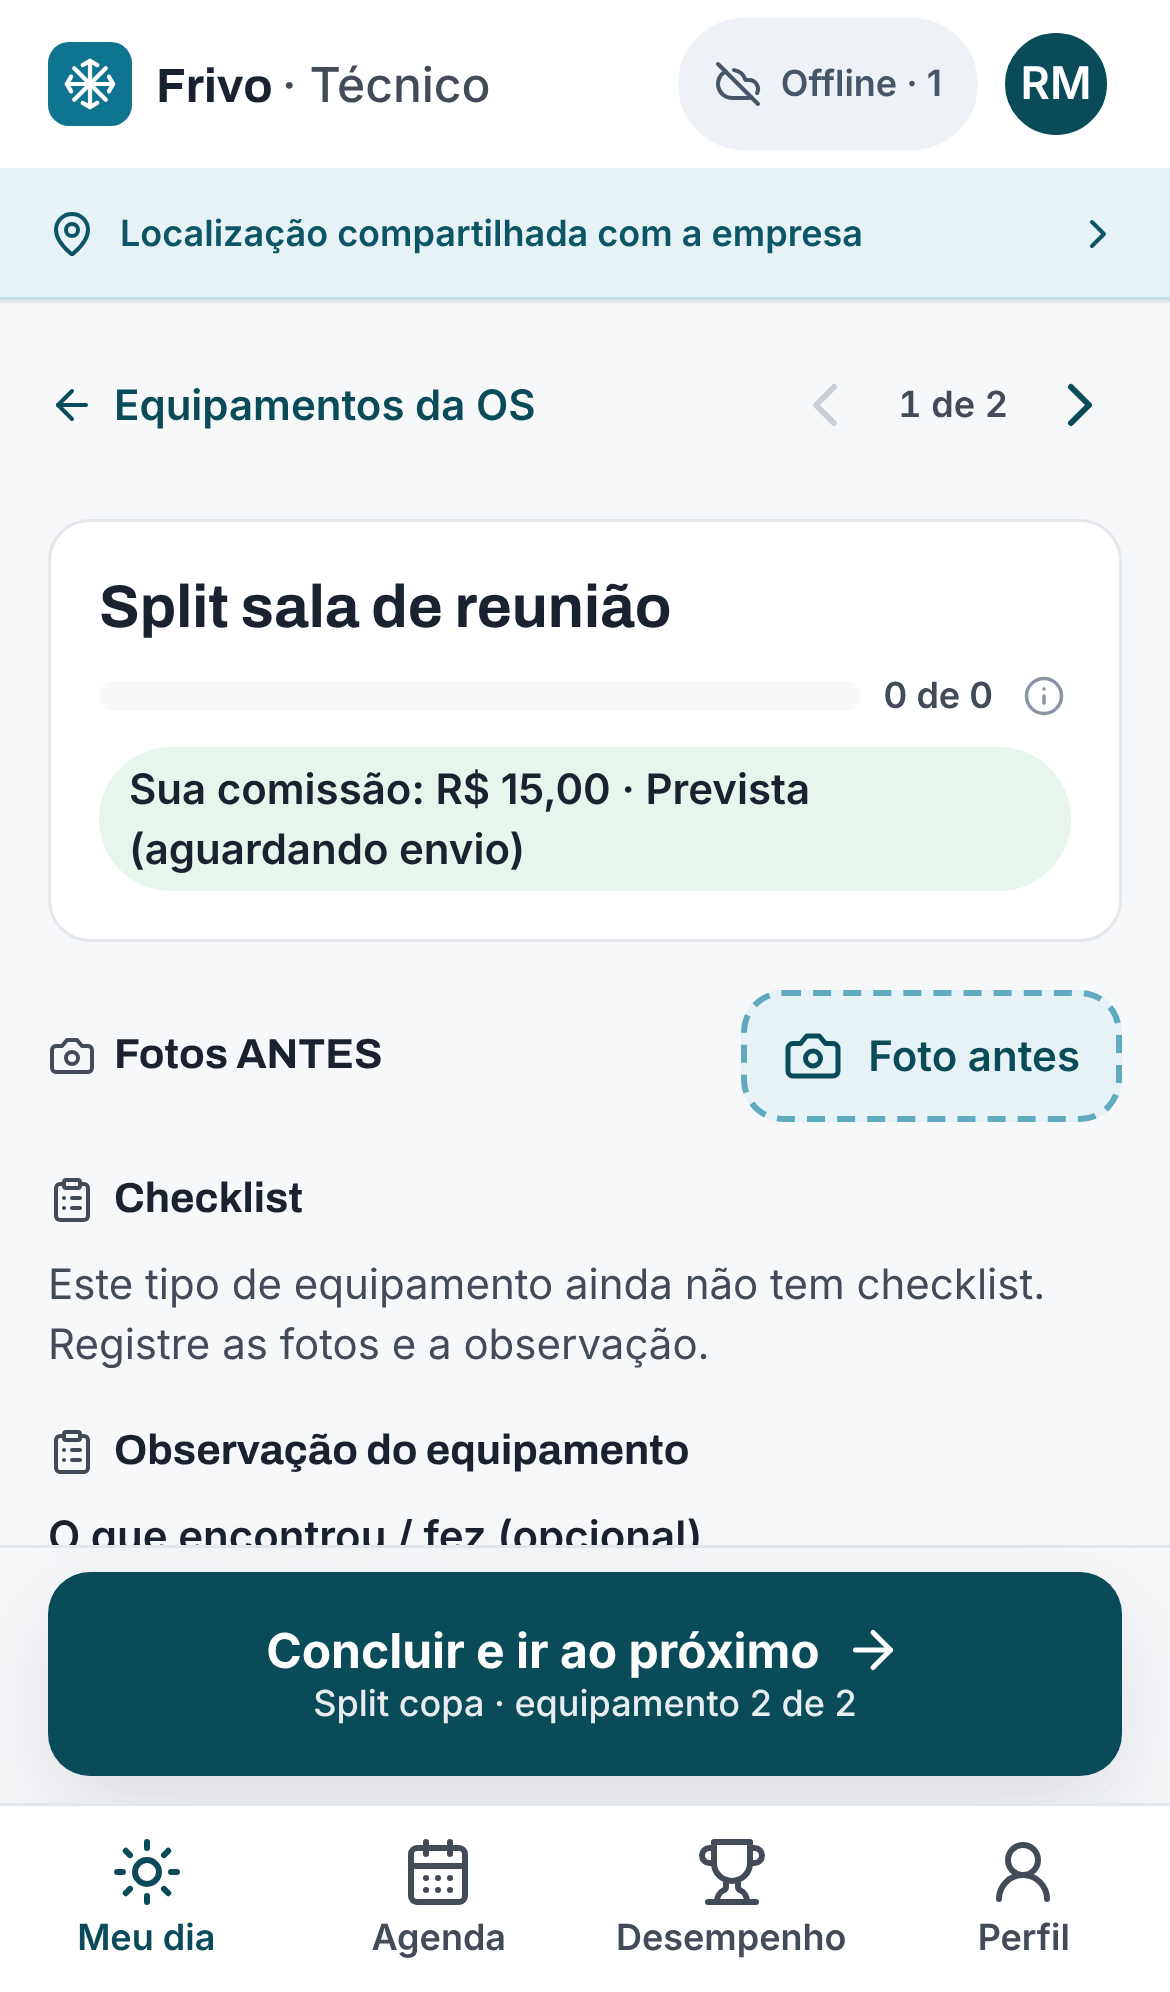 Frivo · Técnico
Offline · 1
RM
Localização compartilhada com a empresa
Equipamentos da OS
1 de 2
Split sala de reunião
0 de 0
Sua comissão: R$ 15,00 · Prevista
(aguardando envio)
Fotos ANTES
Foto antes
Checklist
Este tipo de equipamento ainda não tem checklist.
Registre as fotos e a observação.
Observação do equipamento
O que encontrou / fez (opcional)
Concluir e ir ao próximo
Split copa · equipamento 2 de 2
Meu dia
Agenda
Desempenho
Perfil